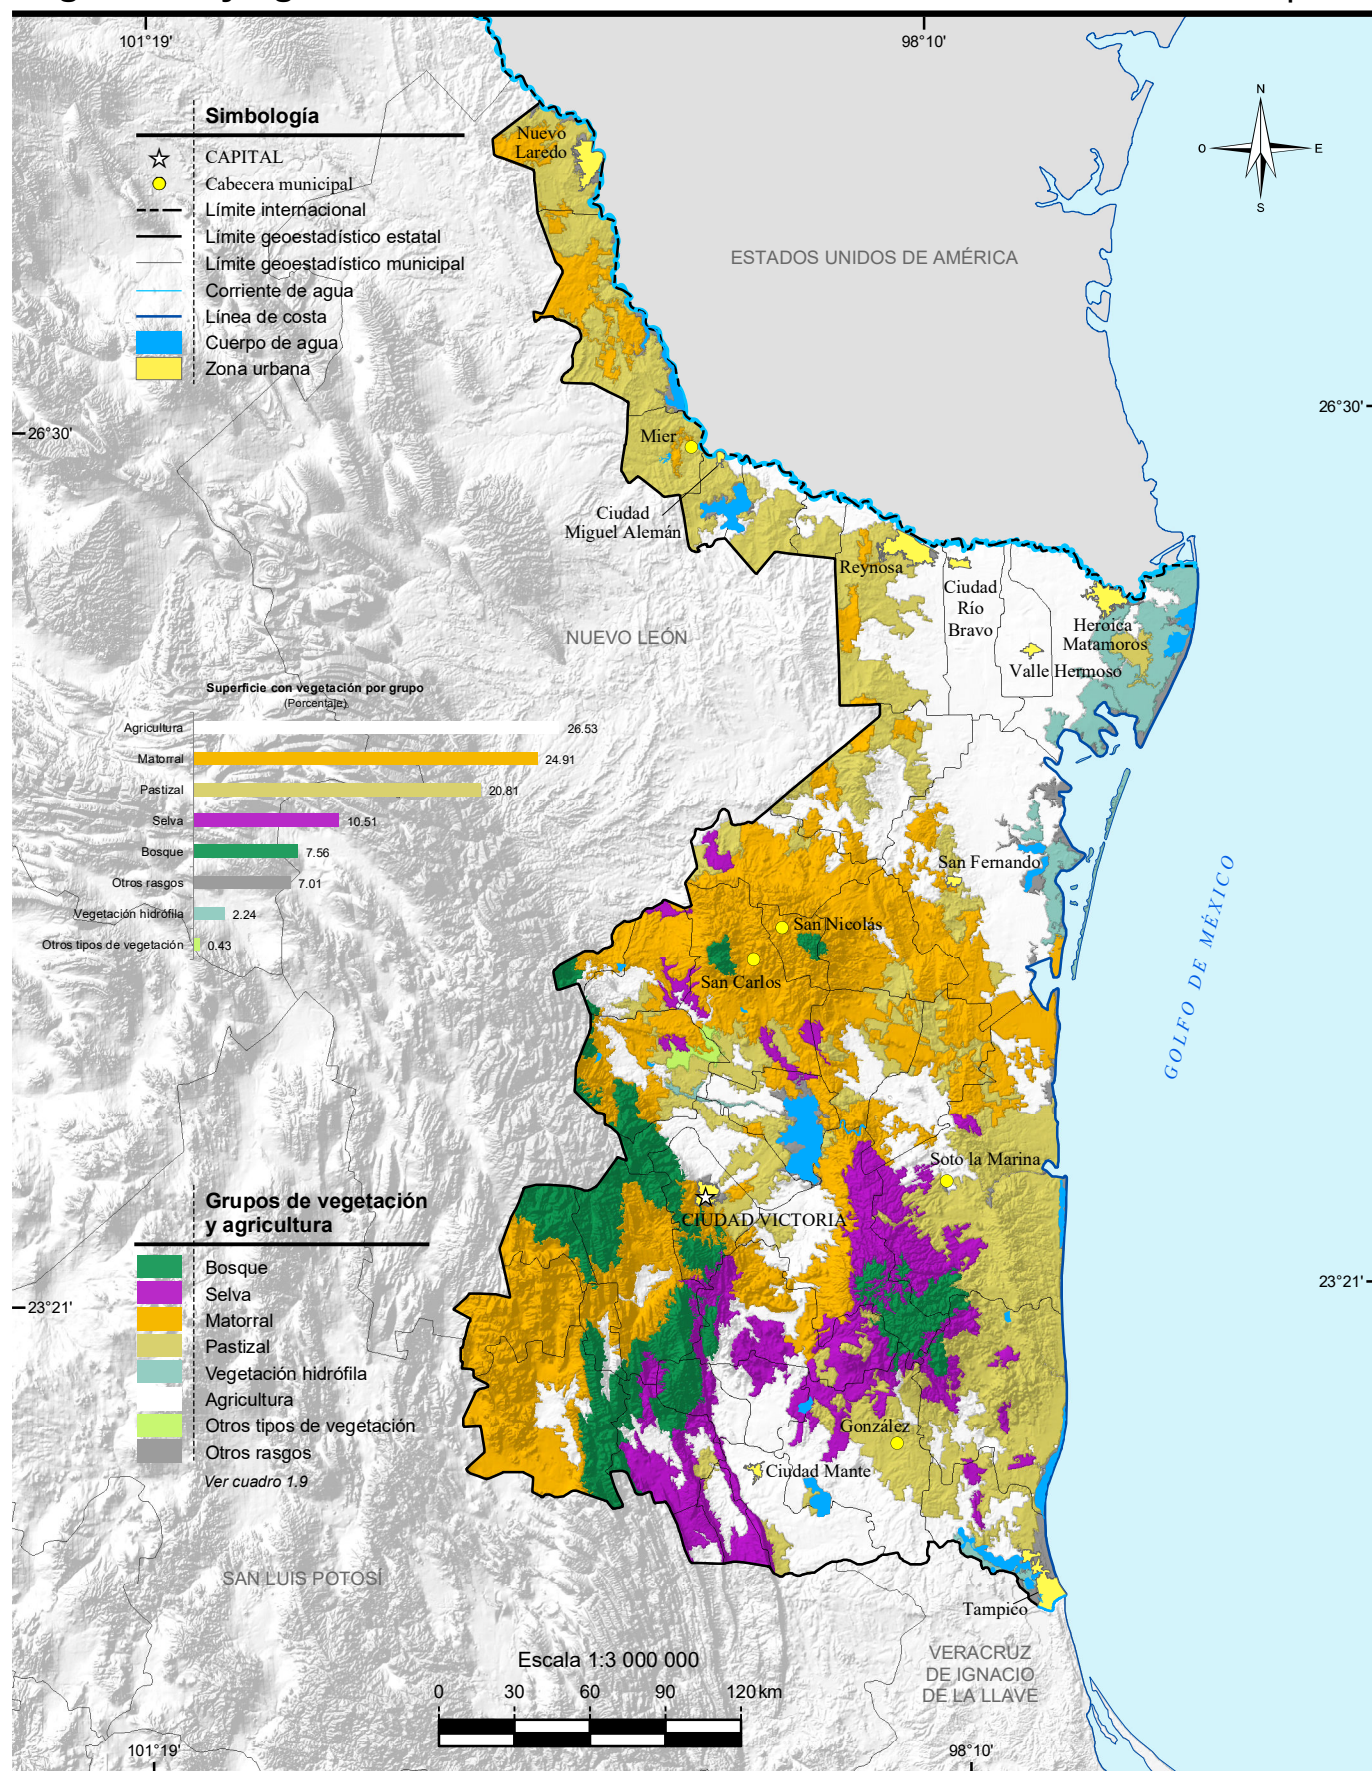 101°19'
98°10'
N
O
E
S
Simbología
CAPITAL
Cabecera municipal
Límite internacional
Límite geoestadístico estatal
Límite geoestadístico municipal
Corriente de agua
Línea de costa
Cuerpo de agua
Zona urbana
Nuevo
Laredo
ESTADOS UNIDOS DE AMÉRICA
26°30'
26°30'
Mier
Ciudad
Miguel Alemán
Reynosa
Ciudad
Río
Bravo
Heroica
Matamoros
Valle Hermoso
NUEVO LEÓN
Superficie con vegetación por grupo
(Porcentaje)
Agricultura 26.53
Matorral 24.91
Pastizal 20.81
Selva 10.51
Bosque 7.56
Otros rasgos 7.01
Vegetación hidrófila 2.24
Otros tipos de vegetación 0.43
San Fernando
San Nicolás
San Carlos
GOLFO DE MÉXICO
Soto la Marina
CIUDAD VICTORIA
Grupos de vegetación
y agricultura
Bosque
Selva
Matorral
Pastizal
Vegetación hidrófila
Agricultura
Otros tipos de vegetación
Otros rasgos
Ver cuadro 1.9
23°21'
23°21'
González
Ciudad Mante
SAN LUIS POTOSÍ
Tampico
VERACRUZ
DE IGNACIO
DE LA LLAVE
Escala 1:3 000 000
0 30 60 90 120 km
101°19'
98°10'